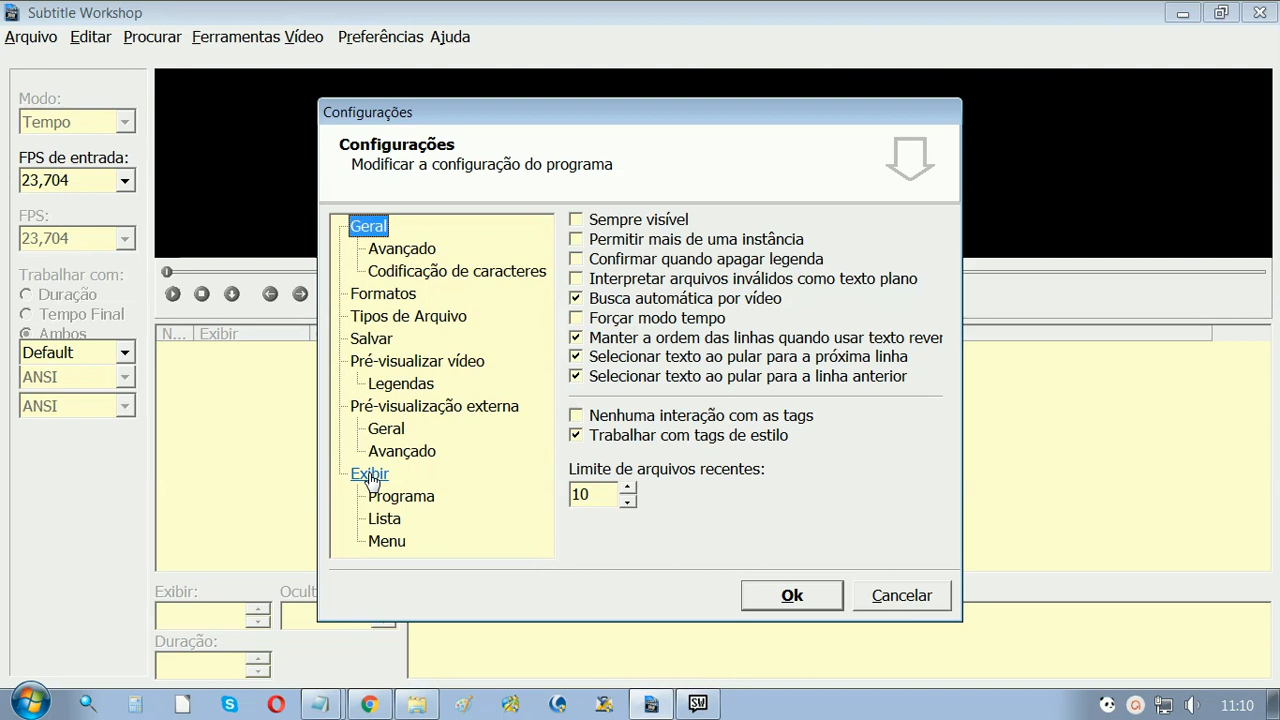 Subtitle Workshop
Arquivo Editar Procurar Ferramentas Vídeo Preferências Ajuda
Modo:
Tempo
FPS de entrada:
23,704
FPS:
23,704
Trabalhar com:
Duração
Tempo Final
Ambos
Default
ANSI
ANSI
N... Exibir
Exibir:
Ocult
Duração:
Configurações
Configurações
Modificar a configuração do programa
Geral
Avançado
Codificação de caracteres
Formatos
Tipos de Arquivo
Salvar
Pré-visualizar vídeo
Legendas
Pré-visualização externa
Geral
Avançado
Exibir
Programa
Lista
Menu
Sempre visível
Permitir mais de uma instância
Confirmar quando apagar legenda
Interpretar arquivos inválidos como texto plano
Busca automática por vídeo
Forçar modo tempo
Manter a ordem das linhas quando usar texto rever
Selecionar texto ao pular para a próxima linha
Selecionar texto ao pular para a linha anterior
Nenhuma interação com as tags
Trabalhar com tags de estilo
Limite de arquivos recentes:
10
Ok
Cancelar
SW
11:10